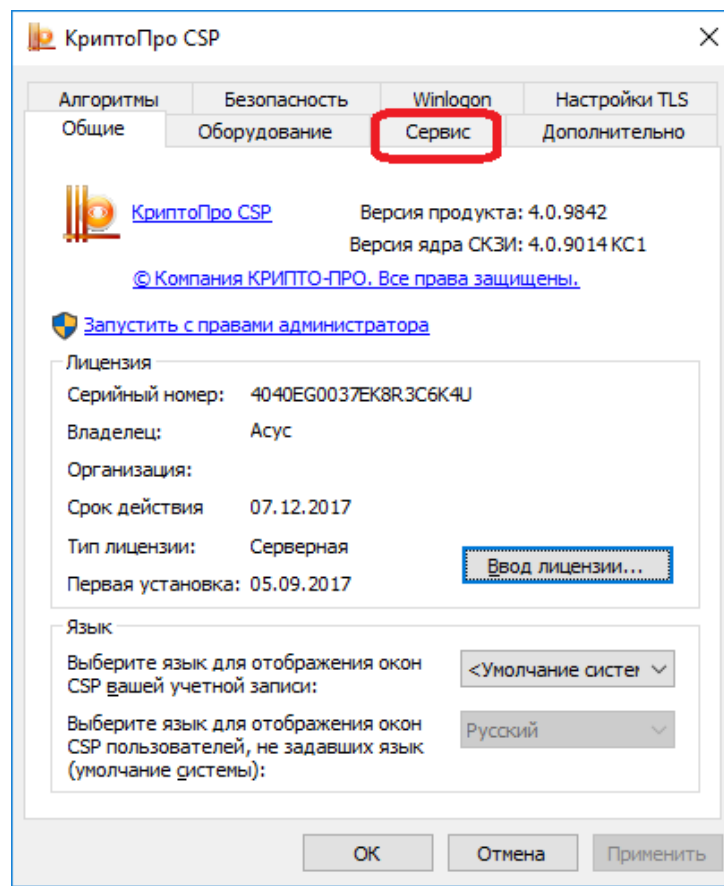 КриптоПро CSP
Алгоритмы Безопасность Winlogon Настройки TLS
Общие Оборудование Сервис Дополнительно
КриптоПро CSP Версия продукта: 4.0.9842
Версия ядра СКЗИ: 4.0.9014 КС1
© Компания КРИПТО-ПРО. Все права защищены.
Запустить с правами администратора
Лицензия
Серийный номер: 4040EG0037EK8R3C6K4U
Владелец: Асус
Организация:
Срок действия 07.12.2017
Тип лицензии: Серверная
Ввод лицензии...
Первая установка: 05.09.2017
Язык
Выберите язык для отображения окон
CSP вашей учетной записи:
<Умолчание систем
Выберите язык для отображения окон
CSP пользователей, не задавших язык
(умолчание системы):
Русский
ОК Отмена Применить